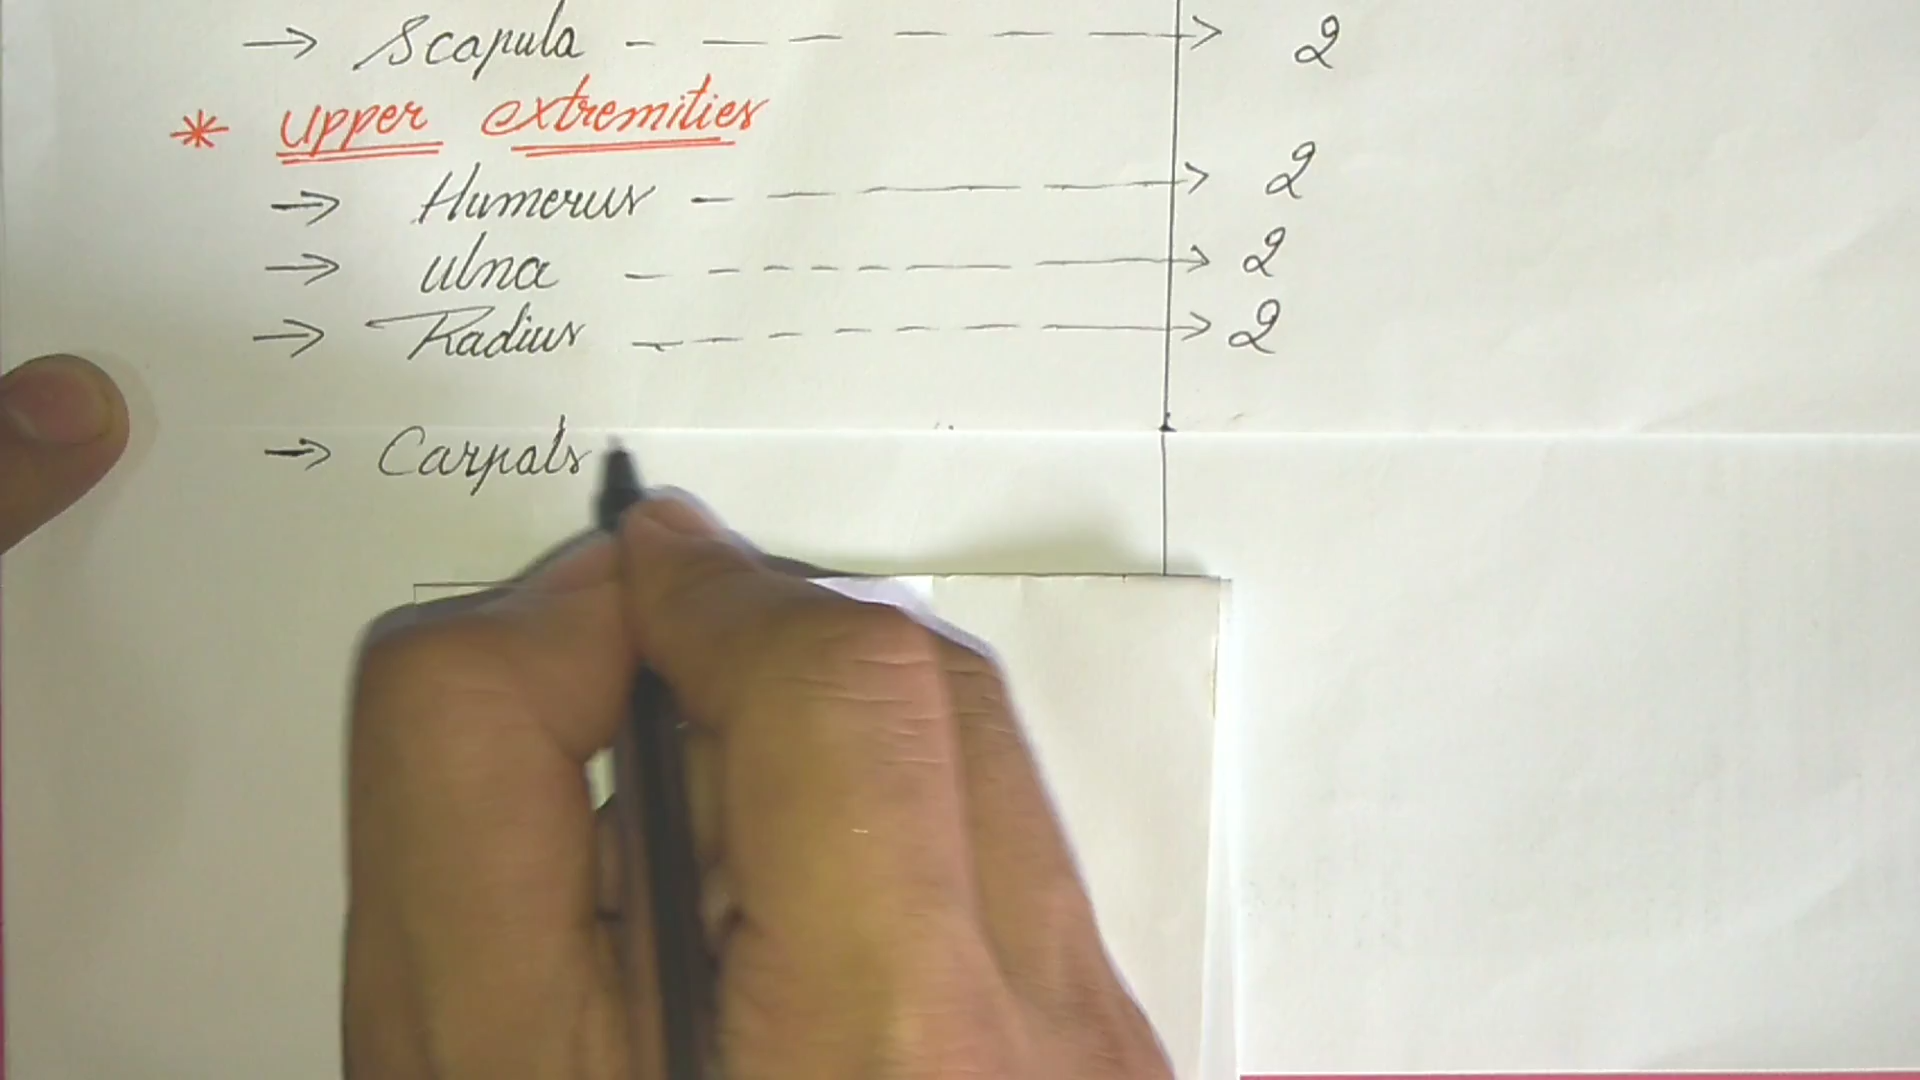 → Scapula - - - - - - → 2
* Upper extremities
→ Humerus - - - - → 2
→ ulna - - - - - - - → 2
→ Radius - - - - - - - → 2
→ Carpals